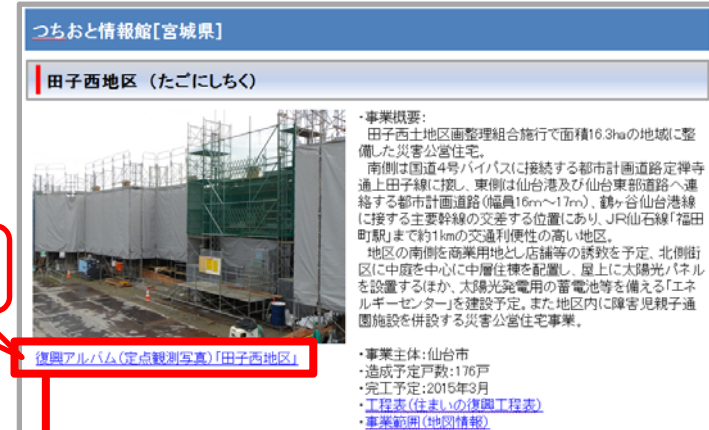 つちおと情報館[宮城県]
田子西地区 (たごにしちく)
・事業概要:
田子西土地区画整理組合施行で面積16.3haの地域に整
備した災害公営住宅。
南側は国道4号バイパスに接続する都市計画道路定禅寺
通上田子線に接し、東側は仙台港及び仙台東部道路へ連
絡する都市計画道路(幅員16m～17m)、鶴ヶ谷仙台港線
に接する主要幹線の交差する位置にあり、JR仙石線「福田
町駅」まで約1kmの交通利便性の高い地区。
地区の南側を商業用地とし店舗等の誘致を予定、北側街
区に中庭を中心に中層住棟を配置し、屋上に太陽光パネル
を設置するほか、太陽光発電用の蓄電池等を備える「エネ
ルギーセンター」を建設予定。また地区内に障害児親子通
園施設を併設する災害公営住宅事業。
復興アルバム(定点観測写真)「田子西地区」
・事業主体:仙台市
・造成予定戸数:176戸
・完工予定:2015年3月
・工程表(住まいの復興工程表)
・事業範囲(地図情報)